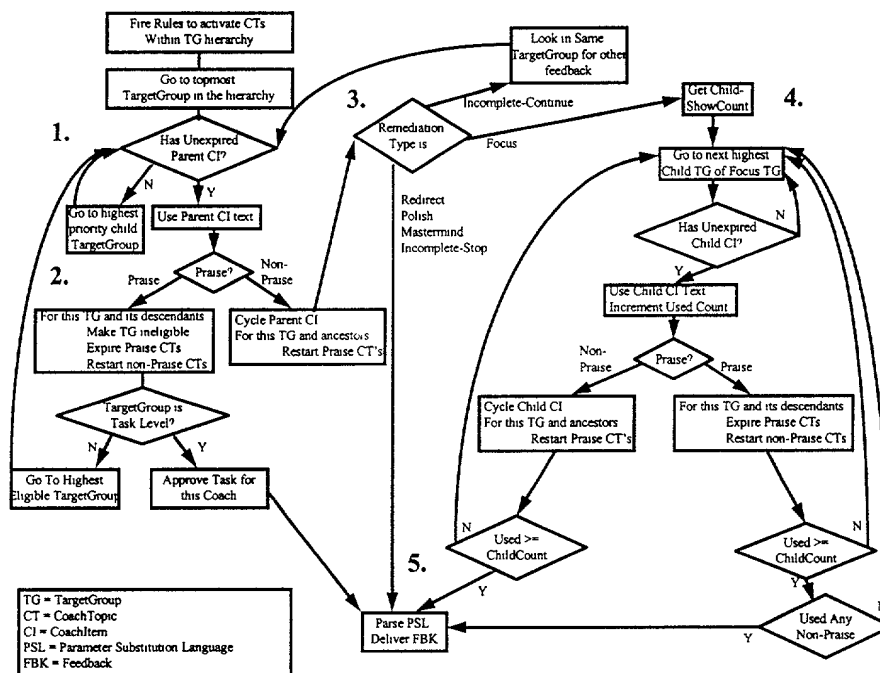 Fire Rules to activate CTs
Within TG hierarchy
Go to topmost
TargetGroup in the hierarchy
1.
Has Unexpired
Parent CI?
N
Y
Go to highest
priority child
TargetGroup
Use Parent CI text
2.
Praise?
Praise
Non-
Praise
For this TG and its descendants
Make TG ineligible
Expire Praise CTs
Restart non-Praise CTs
Cycle Parent CI
For this TG and ancestors
Restart Praise CT's
TargetGroup is
Task Level?
N
Y
Go To Highest
Eligible TargetGroup
Approve Task for
this Coach
3.
Look in Same
TargetGroup for other
feedback
Remediation
Type is
Incomplete-Continue
Focus
Redirect
Polish
Mastermind
Incomplete-Stop
4.
Get Child-
ShowCount
Go to next highest
Child TG of Focus TG
Has Unexpired
Child CI?
N
Y
Use Child CI Text
Increment Used Count
Praise?
Non-
Praise
Praise
Cycle Child CI
For this TG and ancestors
Restart Praise CT's
For this TG and its descendants
Expire Praise CTs
Restart non-Praise CTs
Used >=
ChildCount
N
Y
Used >=
ChildCount
N
Y
Used Any
Non-Praise
Y
5.
Parse PSL
Deliver FBK
TG = TargetGroup
CT = CoachTopic
CI = CoachItem
PSL = Parameter Substitution Language
FBK = Feedback